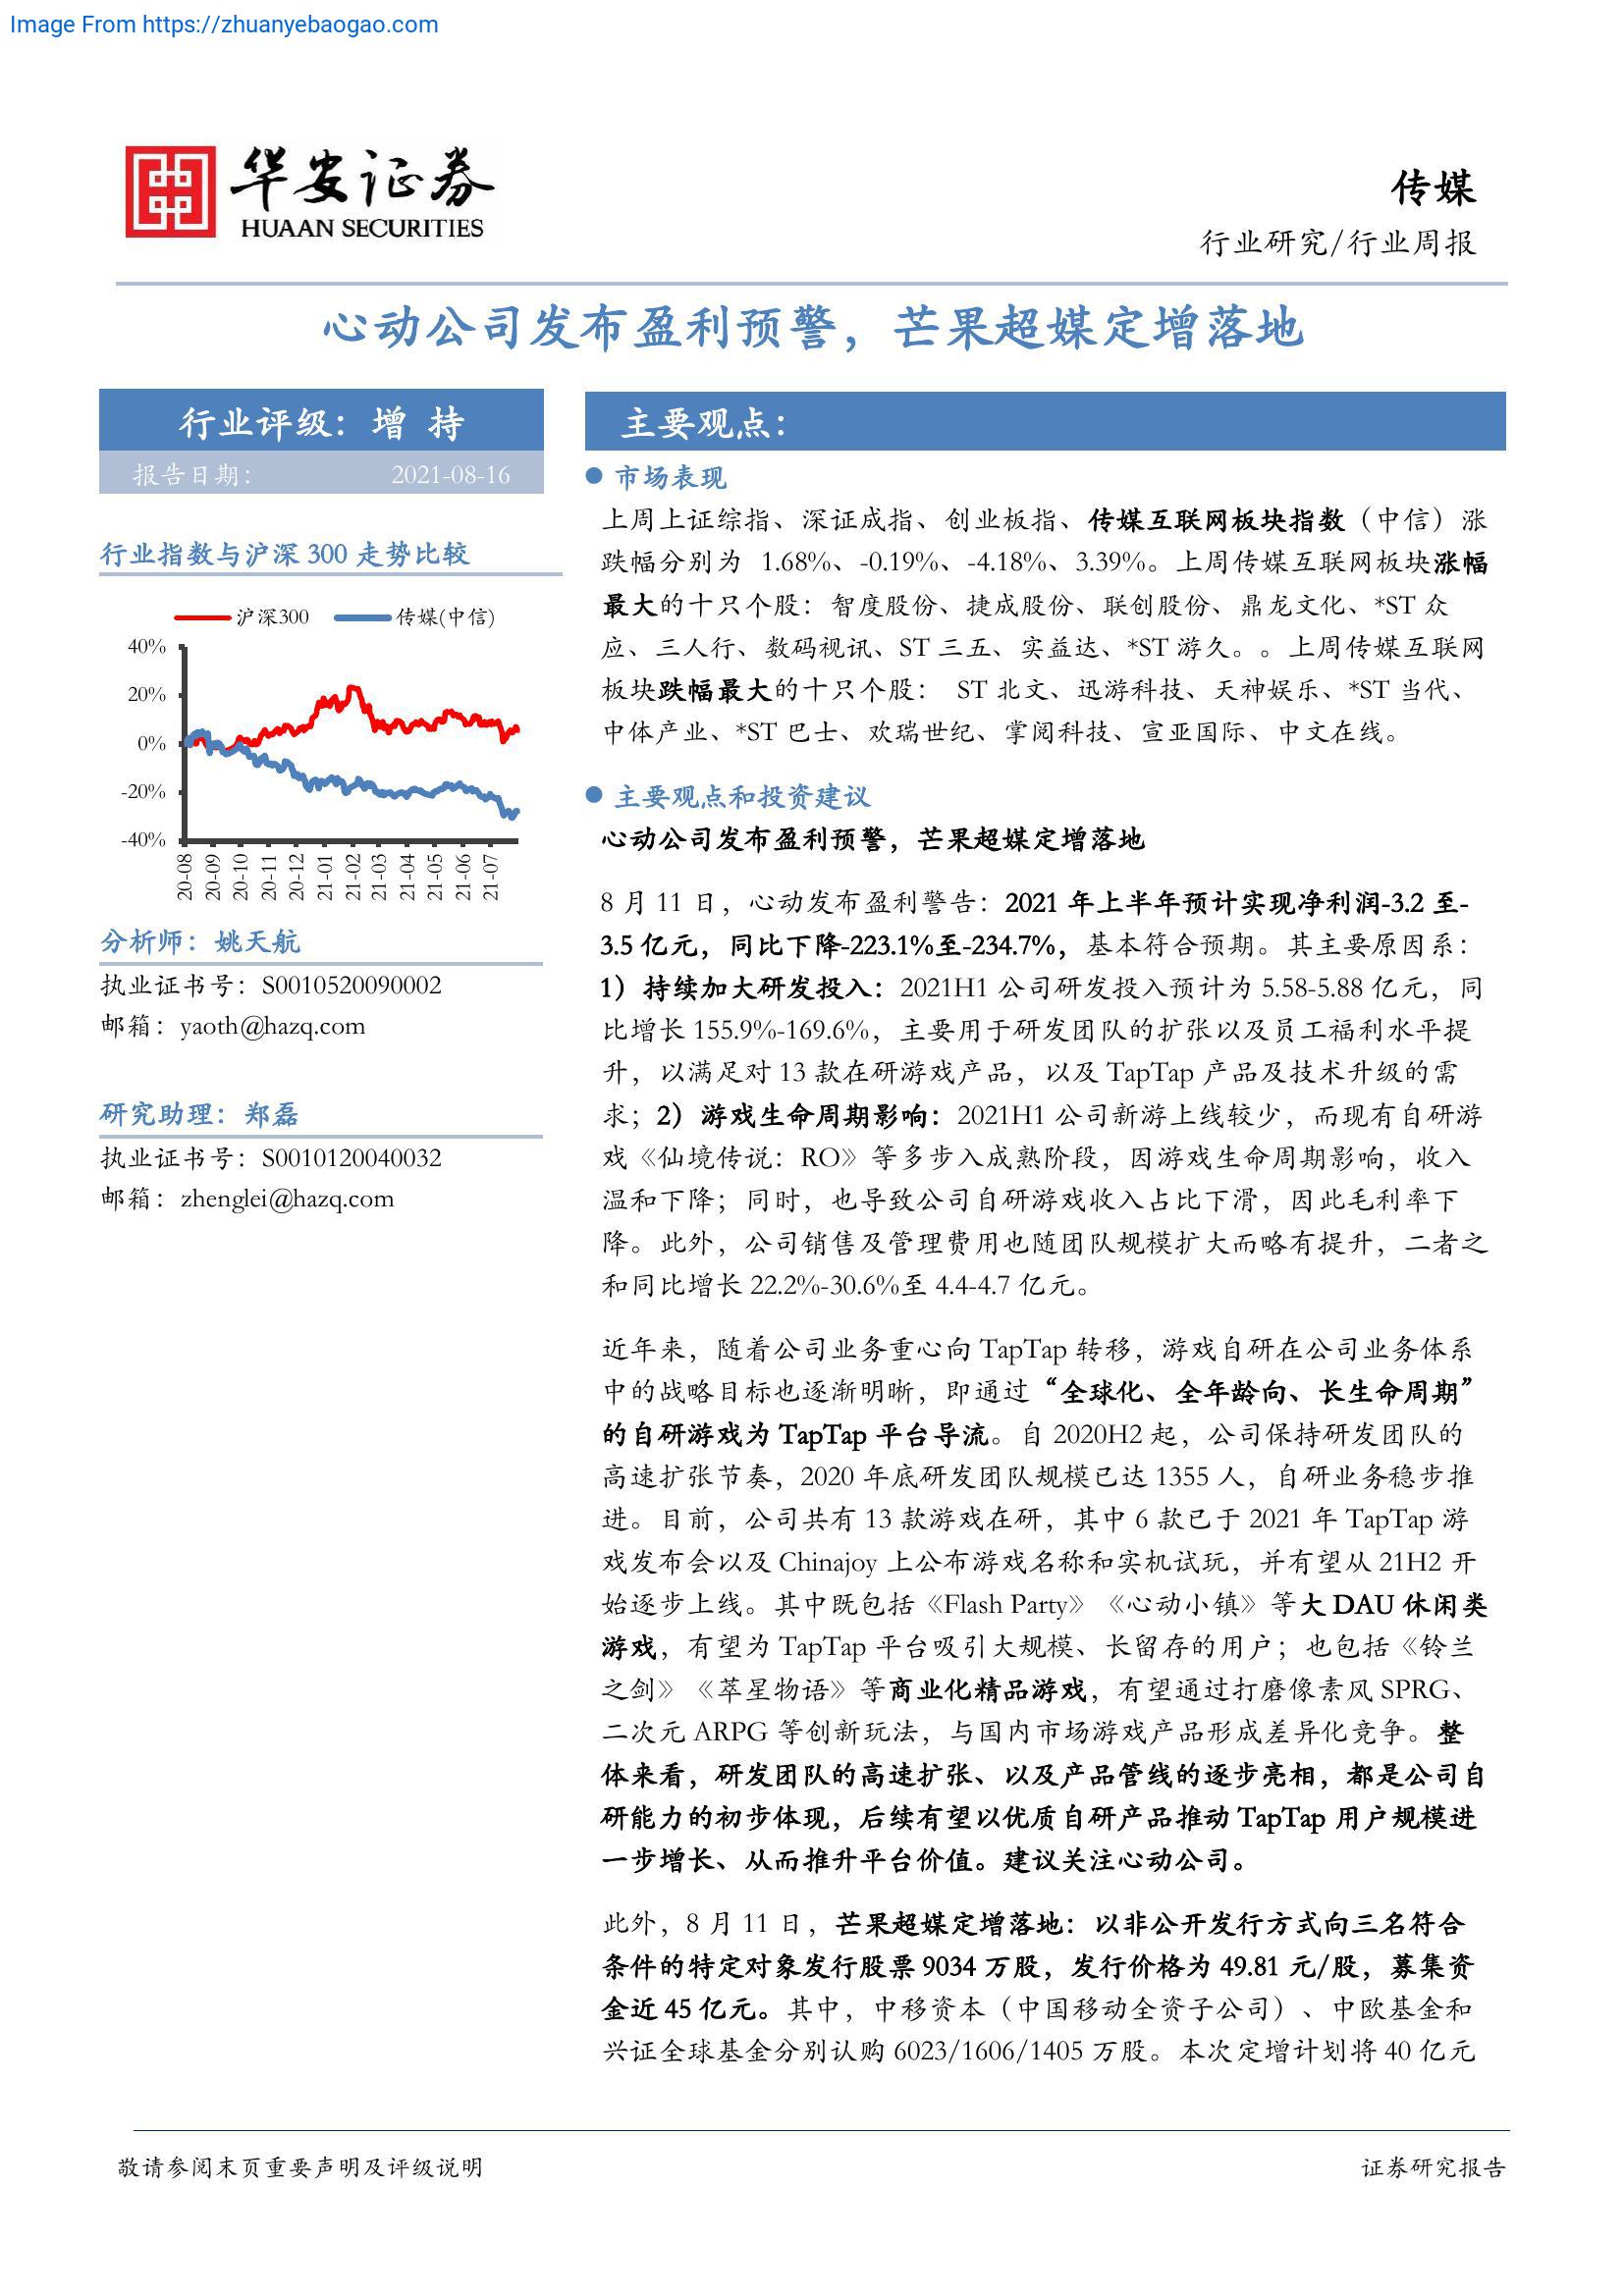 Image From https://zhuanyebaogao.com
华安证券
HUAAN SECURITIES
传媒
行业研究/行业周报
心动公司发布盈利预警，芒果超媒定增落地
行业评级：增 持
报告日期： 2021-08-16
行业指数与沪深 300 走势比较
沪深300 传媒(中信)
40%
20%
0%
-20%
-40%
20-08
20-09
20-10
20-11
20-12
21-01
21-02
21-03
21-04
21-05
21-06
21-07
分析师：姚天航
执业证书号：S0010520090002
邮箱：yaoth@hazq.com
研究助理：郑磊
执业证书号：S0010120040032
邮箱：zhenglei@hazq.com
主要观点：
市场表现
上周上证综指、深证成指、创业板指、传媒互联网板块指数（中信）涨
跌幅分别为 1.68%、-0.19%、-4.18%、3.39%。上周传媒互联网板块涨幅
最大的十只个股：智度股份、捷成股份、联创股份、鼎龙文化、*ST 众
应、三人行、数码视讯、ST 三五、实益达、*ST 游久。。上周传媒互联网
板块跌幅最大的十只个股： ST 北文、迅游科技、天神娱乐、*ST 当代、
中体产业、*ST 巴士、欢瑞世纪、掌阅科技、宣亚国际、中文在线。
主要观点和投资建议
心动公司发布盈利预警，芒果超媒定增落地
8 月 11 日，心动发布盈利警告：2021 年上半年预计实现净利润-3.2 至-
3.5 亿元，同比下降-223.1%至-234.7%，基本符合预期。其主要原因系：
1）持续加大研发投入：2021H1 公司研发投入预计为 5.58-5.88 亿元，同
比增长 155.9%-169.6%，主要用于研发团队的扩张以及员工福利水平提
升，以满足对 13 款在研游戏产品，以及 TapTap 产品及技术升级的需
求；2）游戏生命周期影响：2021H1 公司新游上线较少，而现有自研游
戏《仙境传说：RO》等多步入成熟阶段，因游戏生命周期影响，收入
温和下降；同时，也导致公司自研游戏收入占比下滑，因此毛利率下
降。此外，公司销售及管理费用也随团队规模扩大而略有提升，二者之
和同比增长 22.2%-30.6%至 4.4-4.7 亿元。
近年来，随着公司业务重心向 TapTap 转移，游戏自研在公司业务体系
中的战略目标也逐渐明晰，即通过“全球化、全年龄向、长生命周期”
的自研游戏为 TapTap 平台导流。自 2020H2 起，公司保持研发团队的
高速扩张节奏，2020 年底研发团队规模已达 1355 人，自研业务稳步推
进。目前，公司共有 13 款游戏在研，其中 6 款已于 2021 年 TapTap 游
戏发布会以及 Chinajoy 上公布游戏名称和实机试玩，并有望从 21H2 开
始逐步上线。其中既包括《Flash Party》《心动小镇》等大 DAU 休闲类
游戏，有望为 TapTap 平台吸引大规模、长留存的用户；也包括《铃兰
之剑》《萃星物语》等商业化精品游戏，有望通过打磨像素风 SPRG、
二次元 ARPG 等创新玩法，与国内市场游戏产品形成差异化竞争。整
体来看，研发团队的高速扩张、以及产品管线的逐步亮相，都是公司自
研能力的初步体现，后续有望以优质自研产品推动 TapTap 用户规模进
一步增长、从而推升平台价值。建议关注心动公司。
此外，8 月 11 日，芒果超媒定增落地：以非公开发行方式向三名符合
条件的特定对象发行股票 9034 万股，发行价格为 49.81 元/股，募集资
金近 45 亿元。其中，中移资本（中国移动全资子公司）、中欧基金和
兴证全球基金分别认购 6023/1606/1405 万股。本次定增计划将 40 亿元
敬请参阅末页重要声明及评级说明
证券研究报告